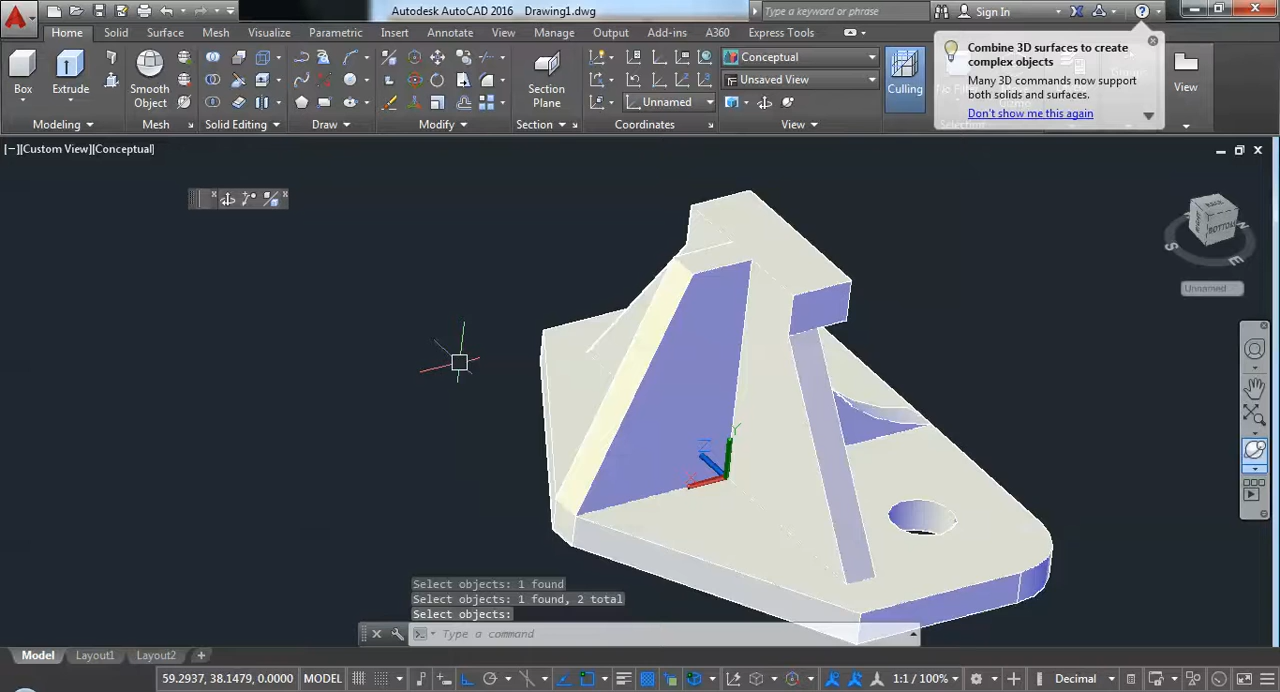 Autodesk AutoCAD 2016 Drawing1.dwg
Type a keyword or phrase
Sign In
Home Solid Surface Mesh Visualize Parametric Insert Annotate View Manage Output Add-ins A360 Express Tools
Box
Extrude
Smooth
Object
Section
Plane
Conceptual
Unsaved View
Unnamed
Culling
View
Modeling Mesh Solid Editing Draw Modify Section Coordinates View
Combine 3D surfaces to create
complex objects
Many 3D commands now support
both solids and surfaces.
Don't show me this again
[−][Custom View][Conceptual]
BACK
BOTTOM
N
S
E
Unnamed
Y
Z
X
Select objects: 1 found
Select objects: 1 found, 2 total
Select objects:
Type a command
Model Layout1 Layout2 +
59.2937, 38.1479, 0.0000 MODEL 1:1 / 100% Decimal